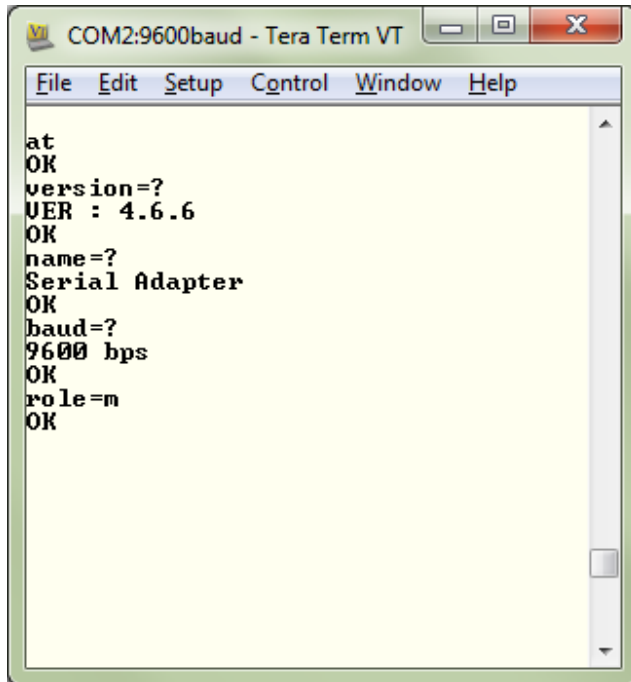 COM2:9600baud - Tera Term VT
File Edit Setup Control Window Help
at
OK
version=?
VER : 4.6.6
OK
name=?
Serial Adapter
OK
baud=?
9600 bps
OK
role=m
OK